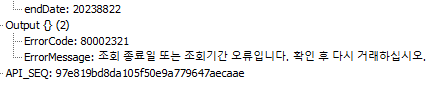 endDate: 20238822
Output {} (2)
ErrorCode: 80002321
ErrorMessage: 조회 종료일 또는 조회기간 오류입니다. 확인 후 다시 거래하십시오.
API_SEQ: 97e819bd8da105f50e9a779647aecaae